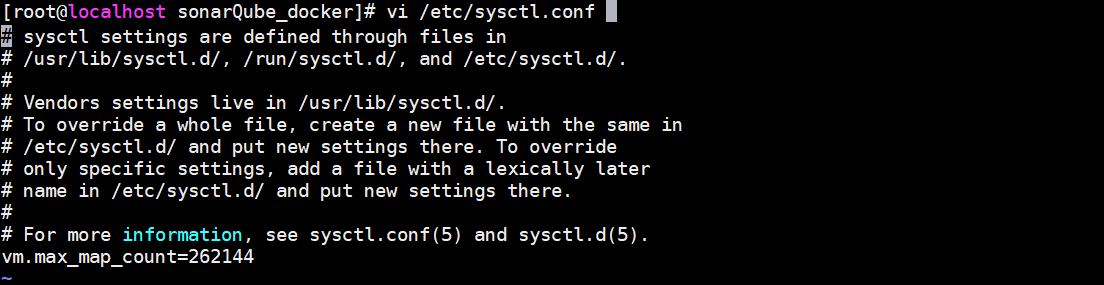 [root@localhost sonarQube_docker]# vi /etc/sysctl.conf
# sysctl settings are defined through files in
# /usr/lib/sysctl.d/, /run/sysctl.d/, and /etc/sysctl.d/.
#
# Vendors settings live in /usr/lib/sysctl.d/.
# To override a whole file, create a new file with the same in
# /etc/sysctl.d/ and put new settings there. To override
# only specific settings, add a file with a lexically later
# name in /etc/sysctl.d/ and put new settings there.
#
# For more information, see sysctl.conf(5) and sysctl.d(5).
vm.max_map_count=262144
~